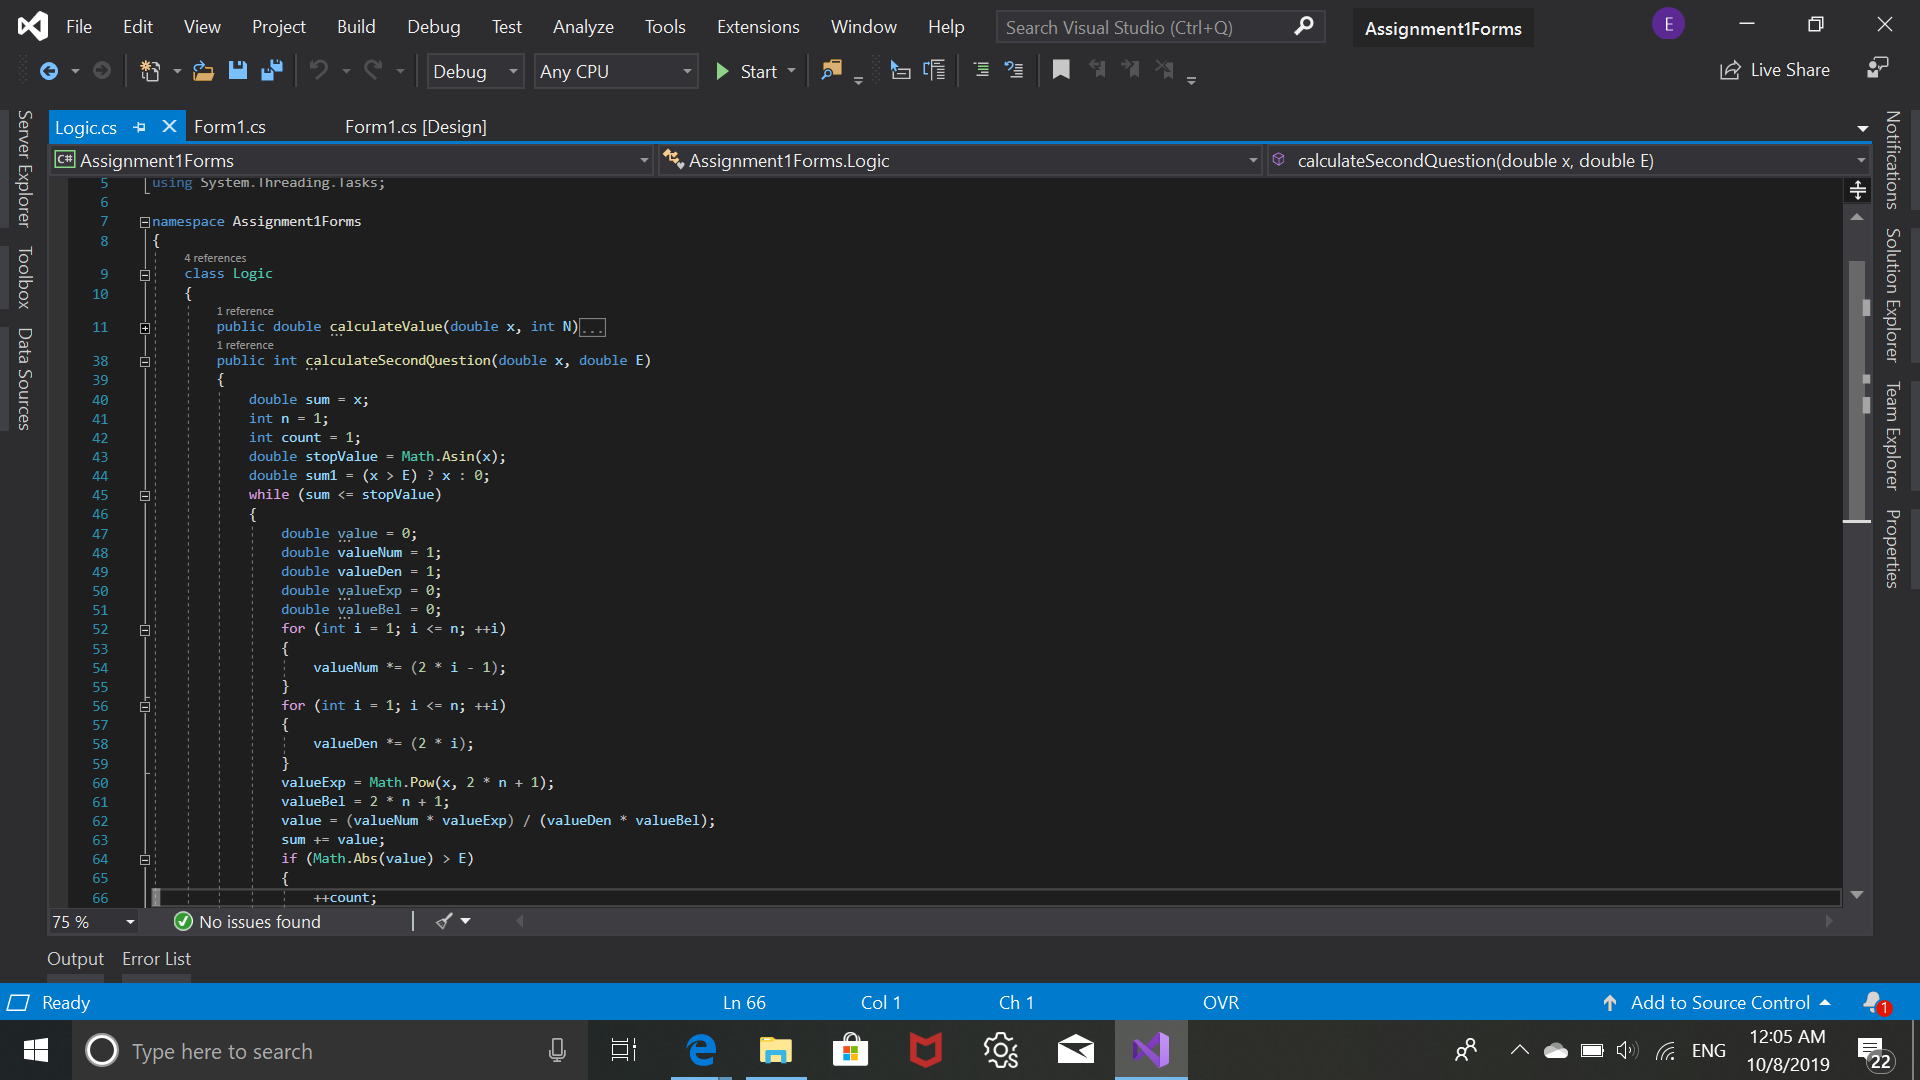 File Edit View Project Build Debug Test Analyze Tools Extensions Window Help Search Visual Studio (Ctrl+Q) Assignment1Forms E
Debug Any CPU Start Live Share
Logic.cs Form1.cs Form1.cs [Design]
C# Assignment1Forms Assignment1Forms.Logic calculateSecondQuestion(double x, double E)
Server Explorer
Toolbox
Data Sources
5 using System.Threading.Tasks;
6
7 namespace Assignment1Forms
8 {
4 references
9 class Logic
10 {
1 reference
11 public double calculateValue(double x, int N)...
1 reference
38 public int calculateSecondQuestion(double x, double E)
39 {
40 double sum = x;
41 int n = 1;
42 int count = 1;
43 double stopValue = Math.Asin(x);
44 double sum1 = (x > E) ? x : 0;
45 while (sum <= stopValue)
46 {
47 double value = 0;
48 double valueNum = 1;
49 double valueDen = 1;
50 double valueExp = 0;
51 double valueBel = 0;
52 for (int i = 1; i <= n; ++i)
53 {
54 valueNum *= (2 * i - 1);
55 }
56 for (int i = 1; i <= n; ++i)
57 {
58 valueDen *= (2 * i);
59 }
60 valueExp = Math.Pow(x, 2 * n + 1);
61 valueBel = 2 * n + 1;
62 value = (valueNum * valueExp) / (valueDen * valueBel);
63 sum += value;
64 if (Math.Abs(value) > E)
65 {
66 ++count;
Notifications
Solution Explorer
Team Explorer
Properties
75 % No issues found
Output Error List
Ready Ln 66 Col 1 Ch 1 OVR Add to Source Control 1
Type here to search ENG 12:05 AM
10/8/2019 22